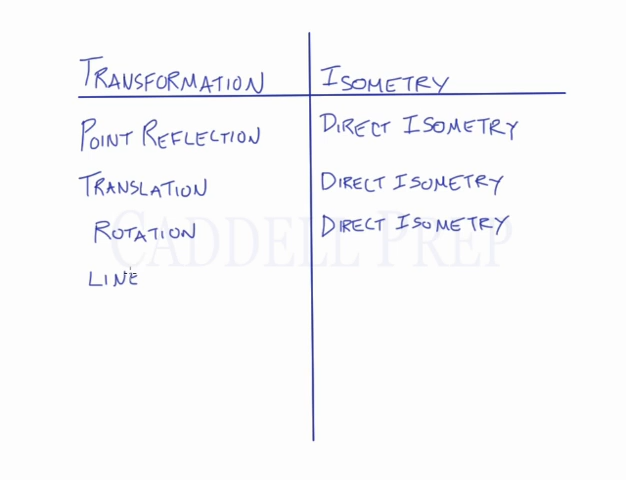 TRANSFORMATION ISOMETRY
POINT REFLECTION DIRECT ISOMETRY
TRANSLATION DIRECT ISOMETRY
ROTATION DIRECT ISOMETRY
CADDELL PREP
LINE